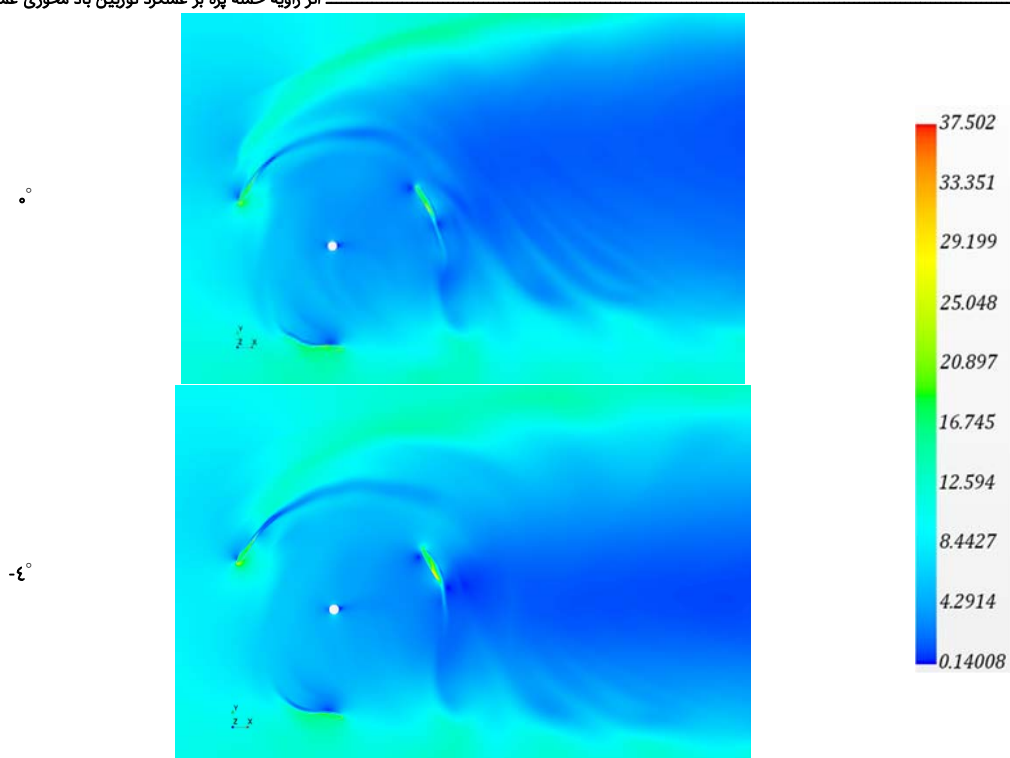 اثر زاویه حمله پره بر عملکرد توربین باد محوری
37.502
33.351
۰°
29.199
25.048
20.897
Y
Z X
16.745
12.594
8.4427
-٤°
4.2914
0.14008
Y
Z X